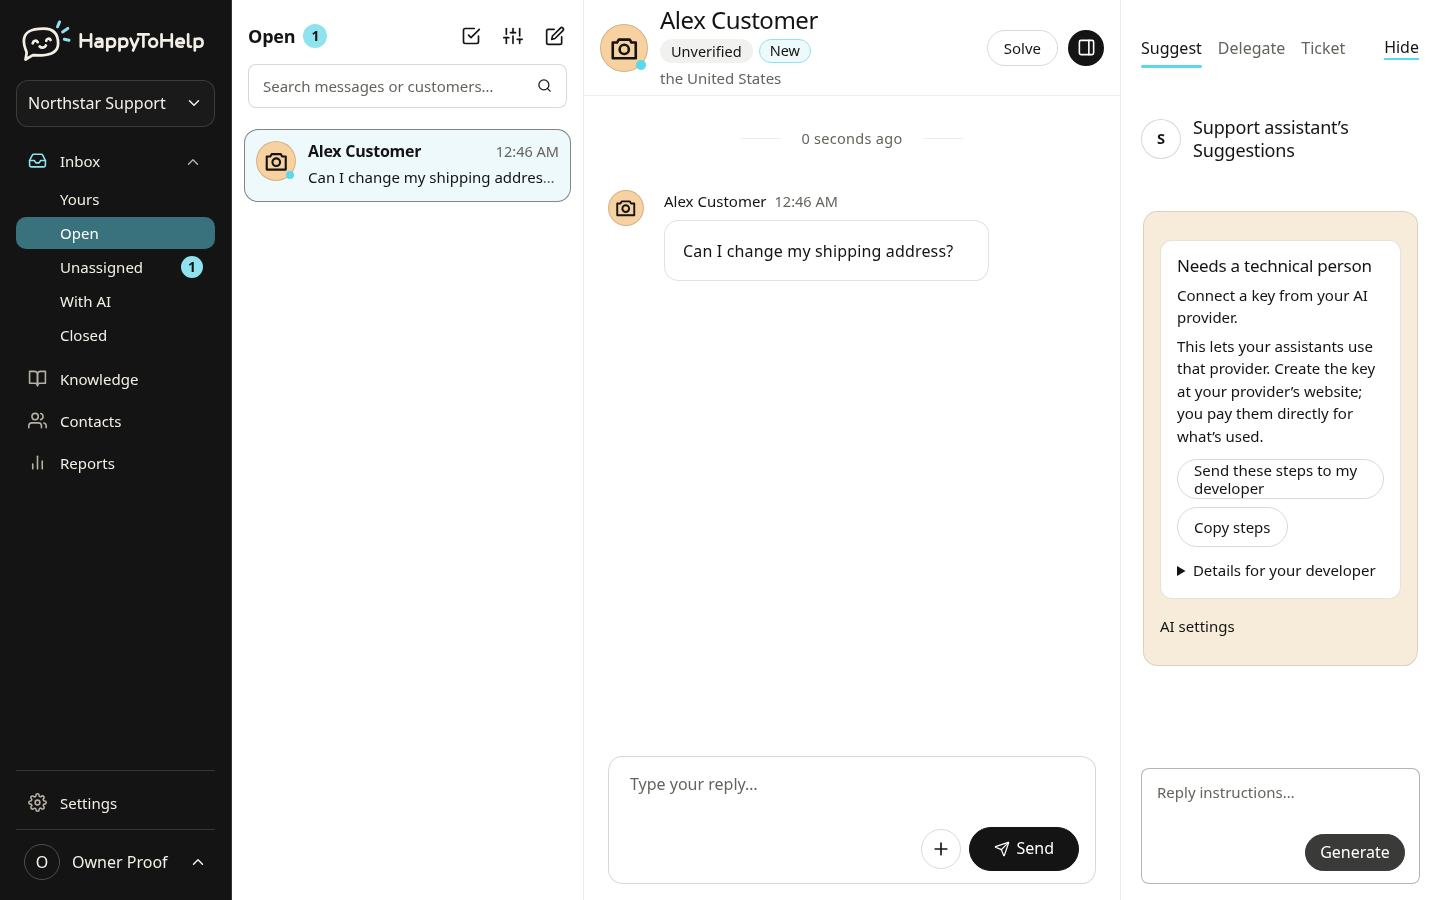 HappyToHelp
Northstar Support
Inbox
Yours
Open
Unassigned
1
With AI
Closed
Knowledge
Contacts
Reports
Settings
O
Owner Proof
Open
1
Search messages or customers...
Alex Customer
12:46 AM
Can I change my shipping addres...
Alex Customer
Unverified
New
the United States
Solve
0 seconds ago
Alex Customer 12:46 AM
Can I change my shipping address?
Type your reply...
Send
Suggest
Delegate
Ticket
Hide
S
Support assistant’s
Suggestions
Needs a technical person
Connect a key from your AI
provider.
This lets your assistants use
that provider. Create the key
at your provider’s website;
you pay them directly for
what’s used.
Send these steps to my
developer
Copy steps
Details for your developer
AI settings
Reply instructions...
Generate